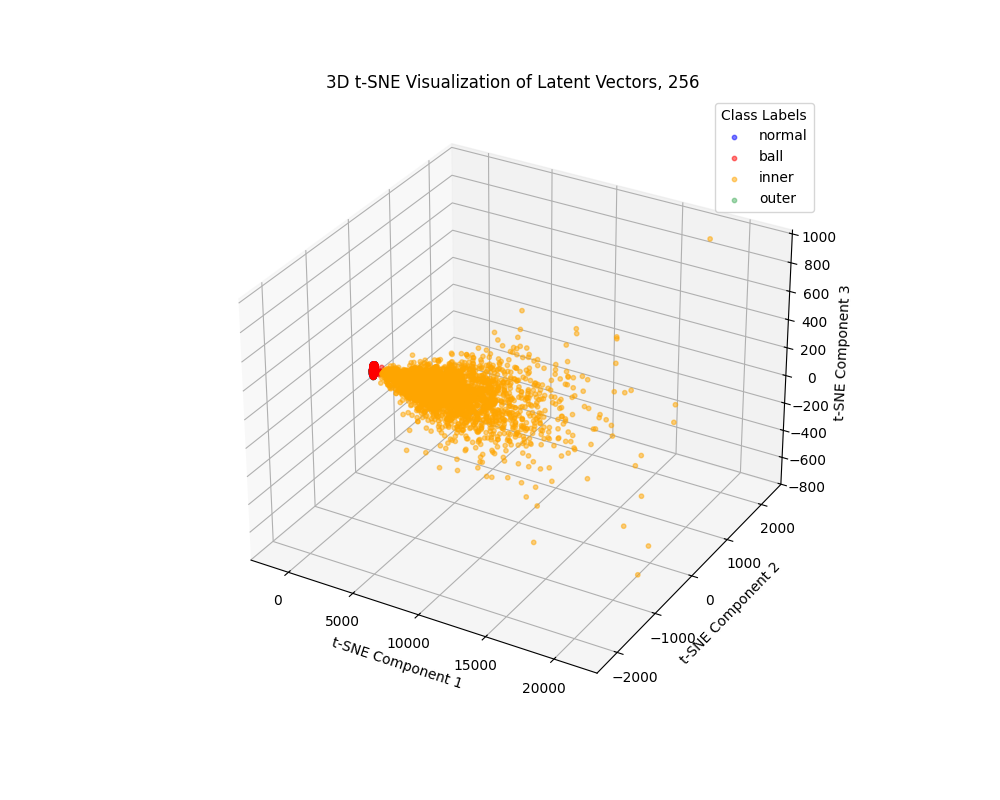 3D t-SNE Visualization of Latent Vectors, 256
Class Labels
normal
ball
inner
outer
1000
800
600
400
200
0
−200
−400
−600
−800
t-SNE Component 3
2000
1000
0
−1000
−2000
t-SNE Component 2
0
5000
10000
15000
20000
t-SNE Component 1